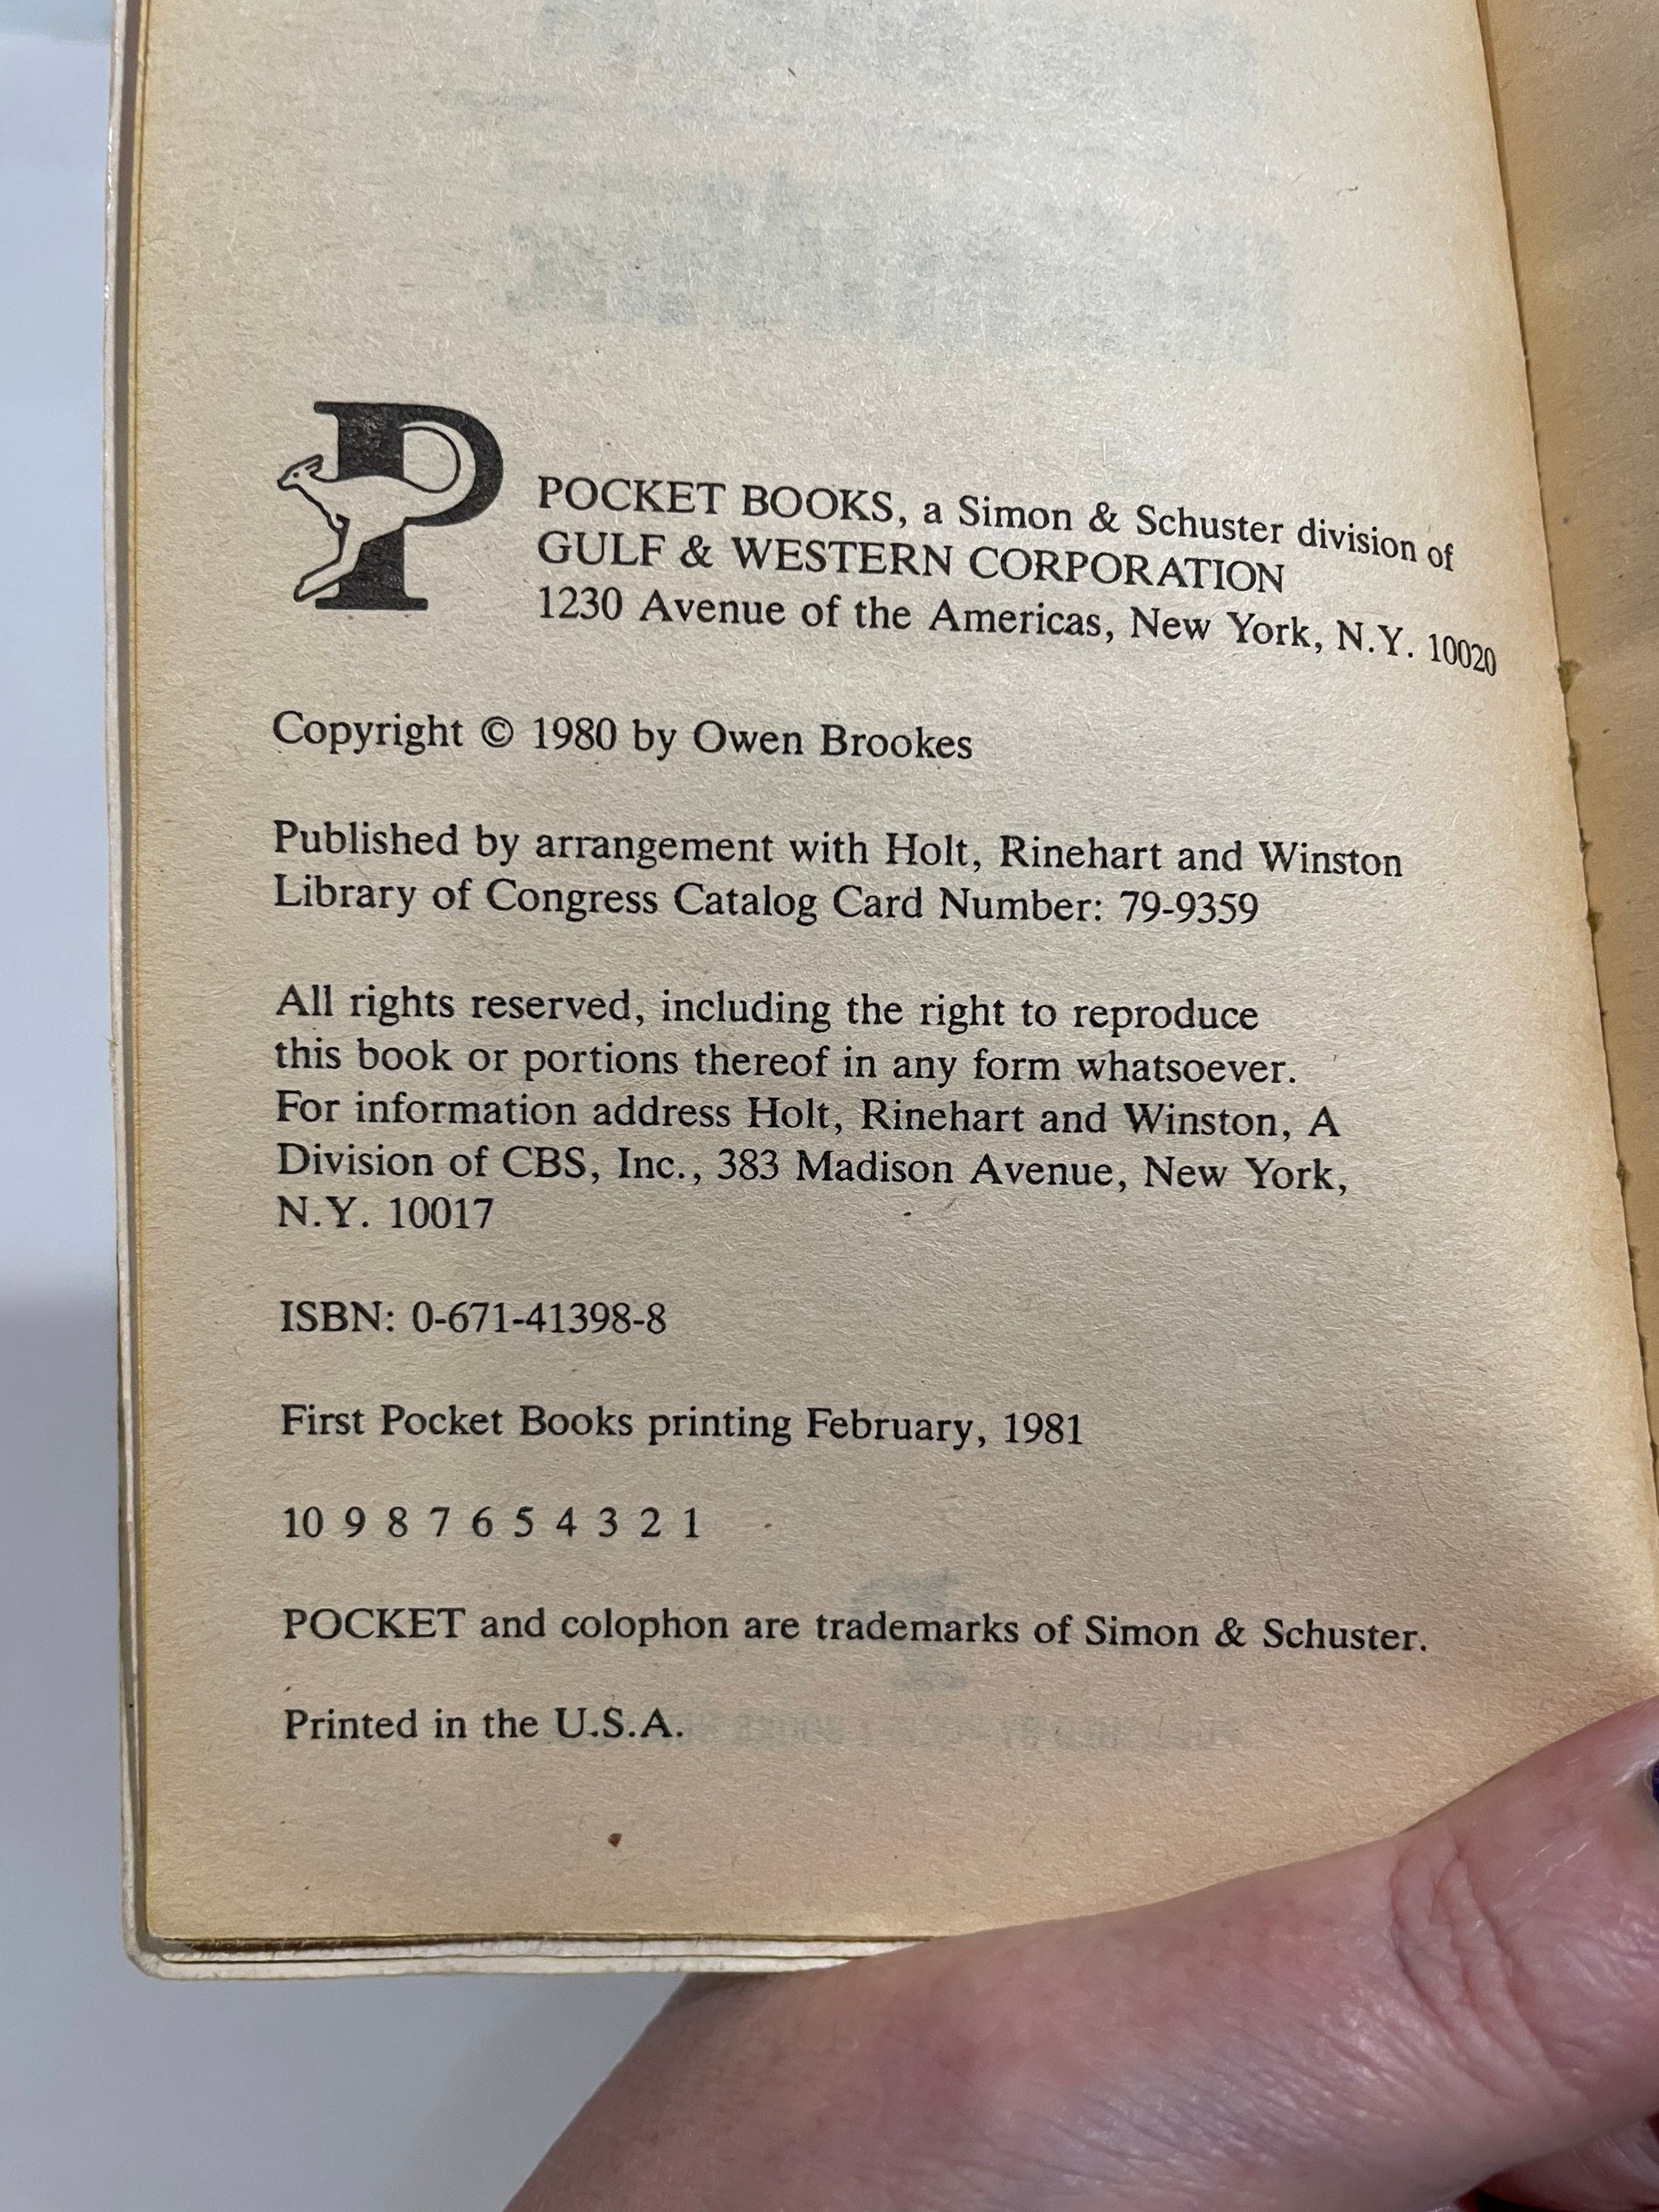 P
POCKET BOOKS, a Simon & Schuster division of
GULF & WESTERN CORPORATION
1230 Avenue of the Americas, New York, N.Y. 10020
Copyright © 1980 by Owen Brookes
Published by arrangement with Holt, Rinehart and Winston
Library of Congress Catalog Card Number: 79-9359
All rights reserved, including the right to reproduce
this book or portions thereof in any form whatsoever.
For information address Holt, Rinehart and Winston, A
Division of CBS, Inc., 383 Madison Avenue, New York,
N.Y. 10017
ISBN: 0-671-41398-8
First Pocket Books printing February, 1981
10 9 8 7 6 5 4 3 2 1
POCKET and colophon are trademarks of Simon & Schuster.
Printed in the U.S.A.